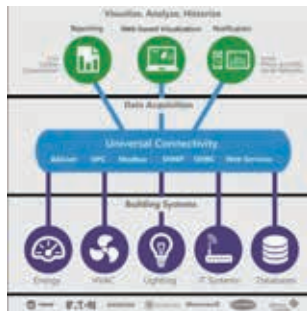 Visualize, Analyze, Historize
Reporting
Web-based Visualization
Notification
Data Acquisition
Universal Connectivity
BACnet OPC Modbus SNMP ODBC Web Services
Building Systems
Energy
HVAC
Lighting
IT Systems
Databases
EATON
Honeywell